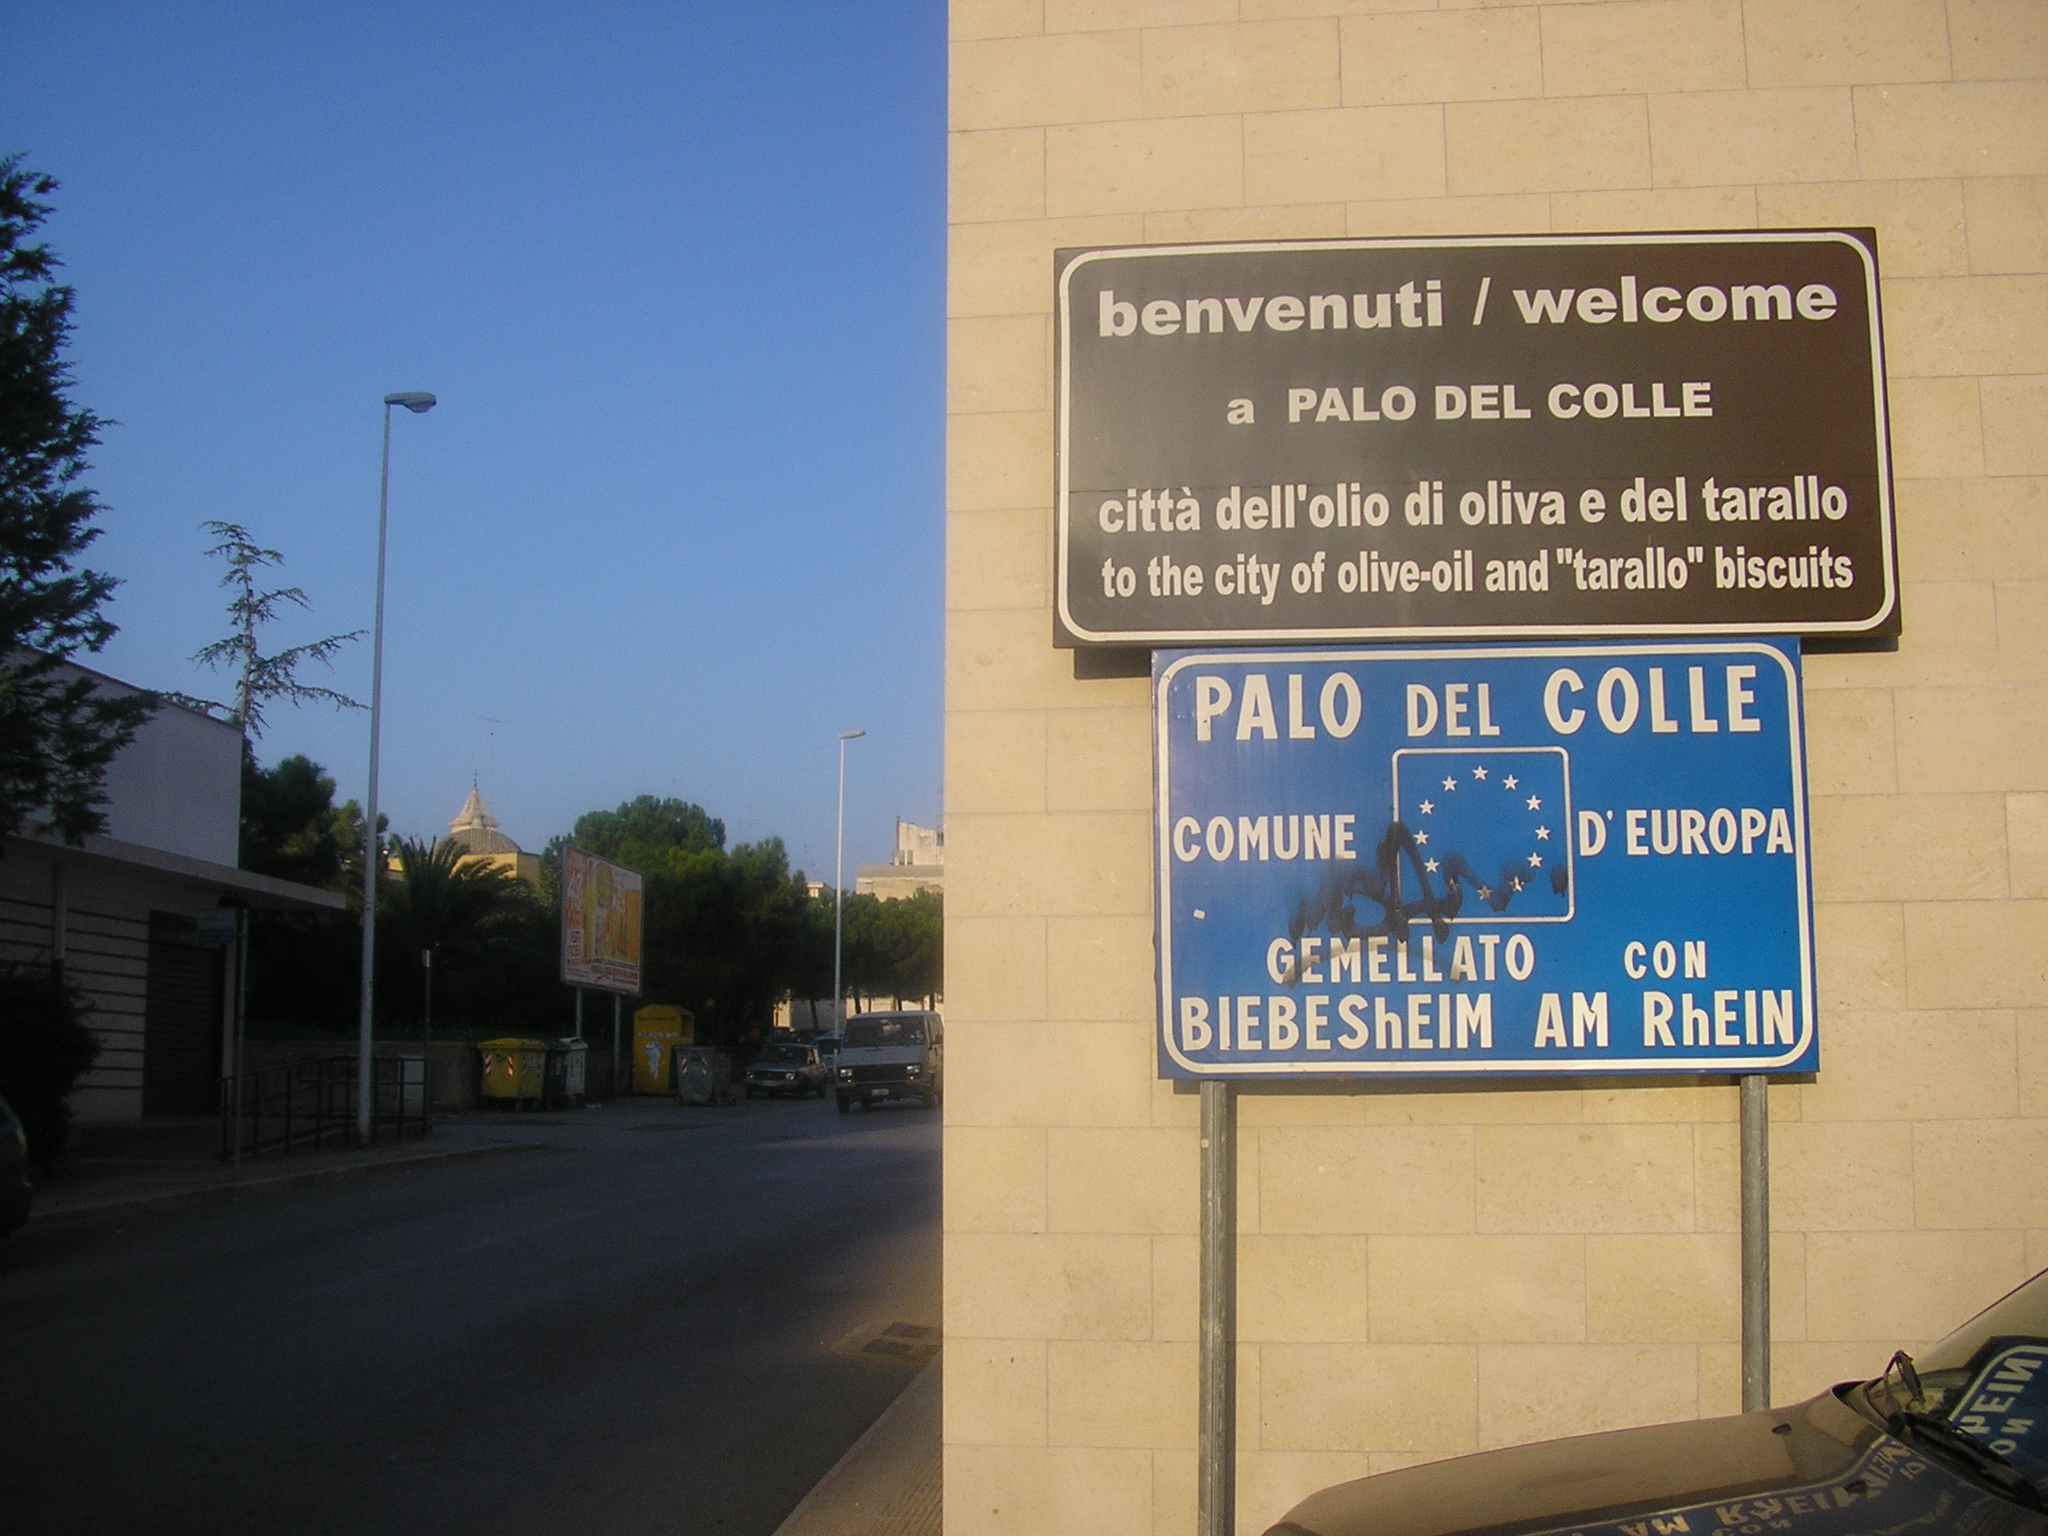 benvenuti / welcome
a PALO DEL COLLE
città dell'olio di oliva e del tarallo
to the city of olive-oil and "tarallo" biscuits
PALO DEL COLLE
COMUNE D'EUROPA
GEMELLATO CON
BIEBEShEIM AM RhEIN